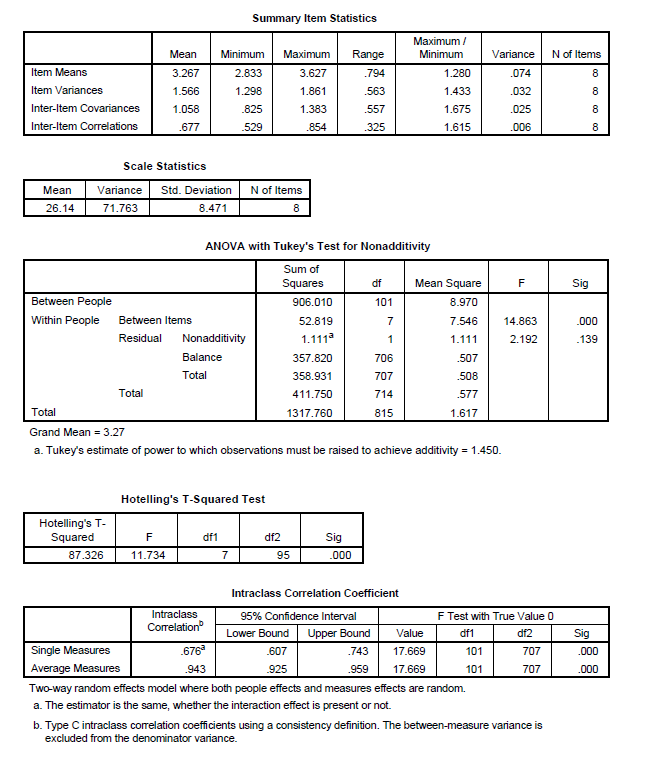 Summary Item Statistics
Mean Minimum Maximum Range Maximum / Minimum Variance N of Items
Item Means 3.267 2.833 3.627 .794 1.280 .074 8
Item Variances 1.566 1.298 1.861 .563 1.433 .032 8
Inter-Item Covariances 1.058 .825 1.383 .557 1.675 .025 8
Inter-Item Correlations .677 .529 .854 .325 1.615 .006 8
Scale Statistics
Mean Variance Std. Deviation N of Items
26.14 71.763 8.471 8
ANOVA with Tukey's Test for Nonadditivity
Sum of Squares df Mean Square F Sig
Between People 906.010 101 8.970
Within People Between Items 52.819 7 7.546 14.863 .000
Residual Nonadditivity 1.111a 1 1.111 2.192 .139
Balance 357.820 706 .507
Total 358.931 707 .508
Total 411.750 714 .577
Total 1317.760 815 1.617
Grand Mean = 3.27
a. Tukey's estimate of power to which observations must be raised to achieve additivity = 1.450.
Hotelling's T-Squared Test
Hotelling's T-Squared F df1 df2 Sig
87.326 11.734 7 95 .000
Intraclass Correlation Coefficient
Intraclass Correlationb 95% Confidence Interval F Test with True Value 0
Lower Bound Upper Bound Value df1 df2 Sig
Single Measures .676a .607 .743 17.669 101 707 .000
Average Measures .943 .925 .959 17.669 101 707 .000
Two-way random effects model where both people effects and measures effects are random.
a. The estimator is the same, whether the interaction effect is present or not.
b. Type C intraclass correlation coefficients using a consistency definition. The between-measure variance is
excluded from the denominator variance.